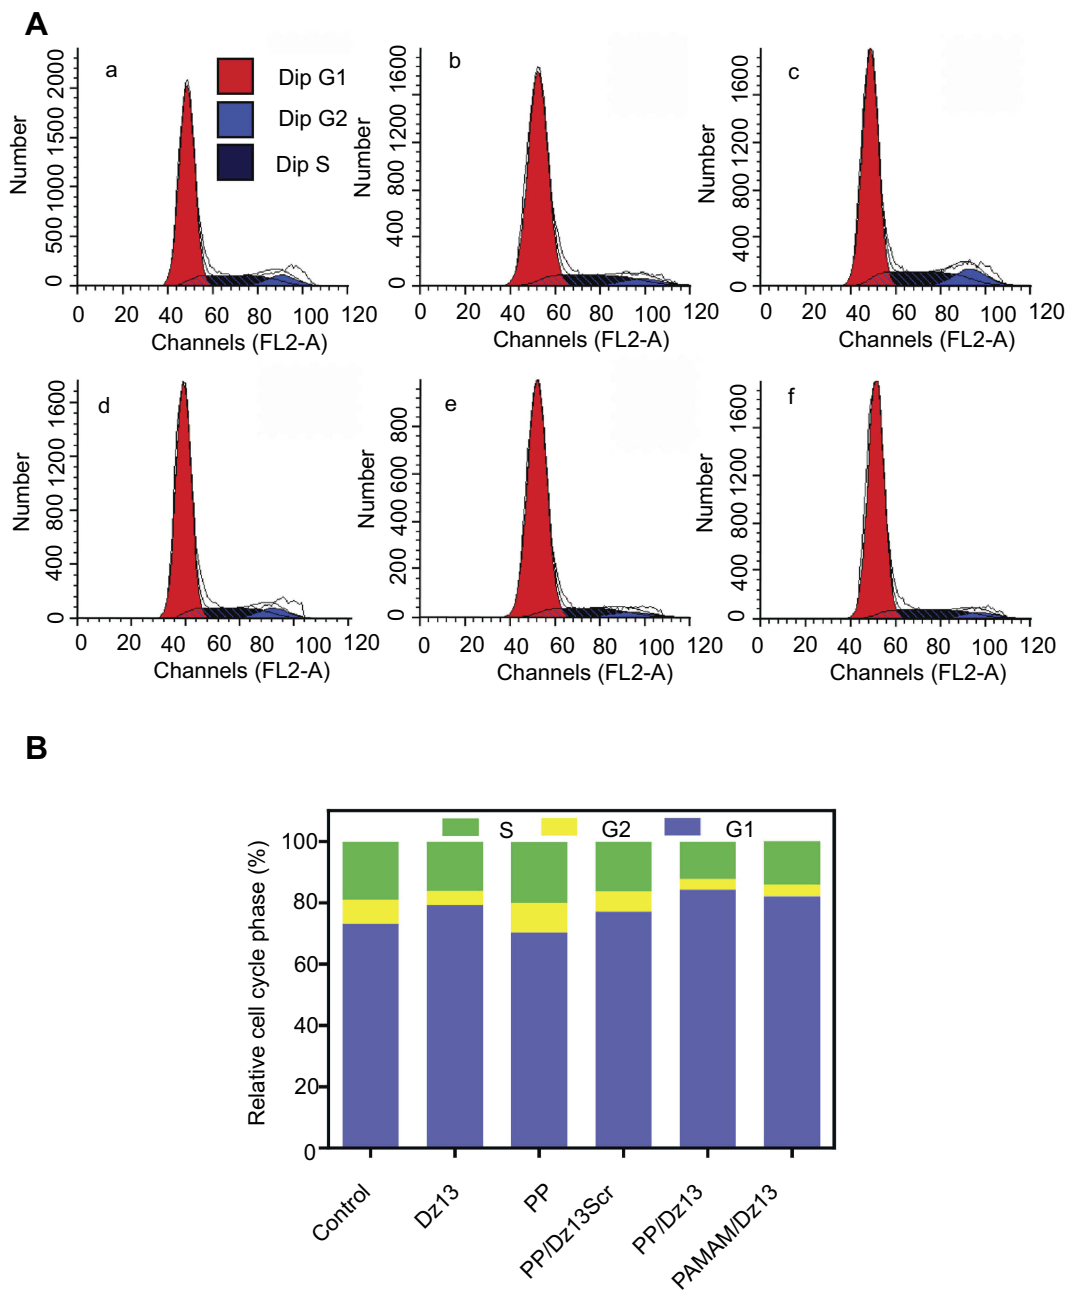 A
a
Dip G1
Dip G2
Dip S
Number
2000
1500
1000
500
0
0 20 40 60 80 100 120
Channels (FL2-A)
b
Number
1600
1200
800
400
0
0 20 40 60 80 100 120
Channels (FL2-A)
c
Number
1600
1200
800
400
0
0 20 40 60 80 100 120
Channels (FL2-A)
d
Number
1600
1200
800
400
0
0 20 40 60 80 100 120
Channels (FL2-A)
e
Number
800
600
400
200
0
0 20 40 60 80 100 120
Channels (FL2-A)
f
Number
1600
1200
800
400
0
0 20 40 60 80 100 120
Channels (FL2-A)
B
S G2 G1
Relative cell cycle phase (%)
100
80
60
40
20
0
Control
Dz13
PP
PP/Dz13Scr
PP/Dz13
PAMAM/Dz13